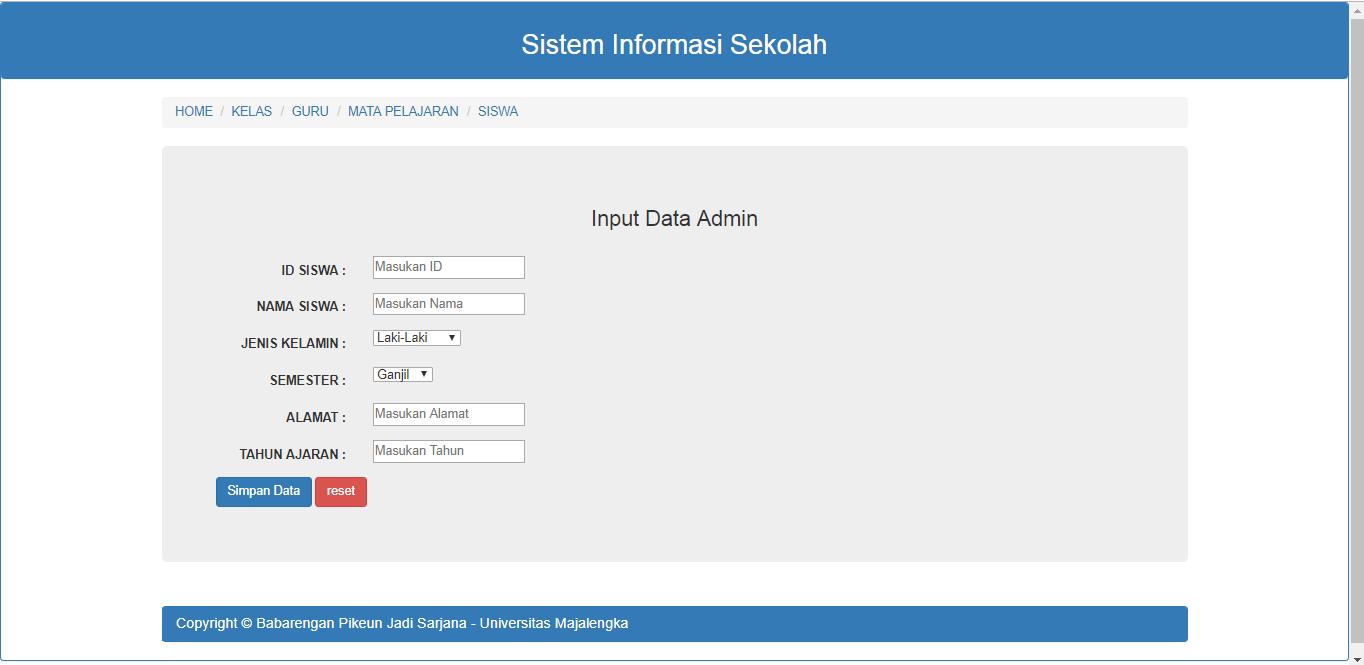 Sistem Informasi Sekolah
HOME / KELAS / GURU / MATA PELAJARAN / SISWA
Input Data Admin
ID SISWA : Masukan ID
NAMA SISWA : Masukan Nama
JENIS KELAMIN : Laki-Laki
SEMESTER : Ganjil
ALAMAT : Masukan Alamat
TAHUN AJARAN : Masukan Tahun
Simpan Data reset
Copyright © Babarengan Pikeun Jadi Sarjana - Universitas Majalengka